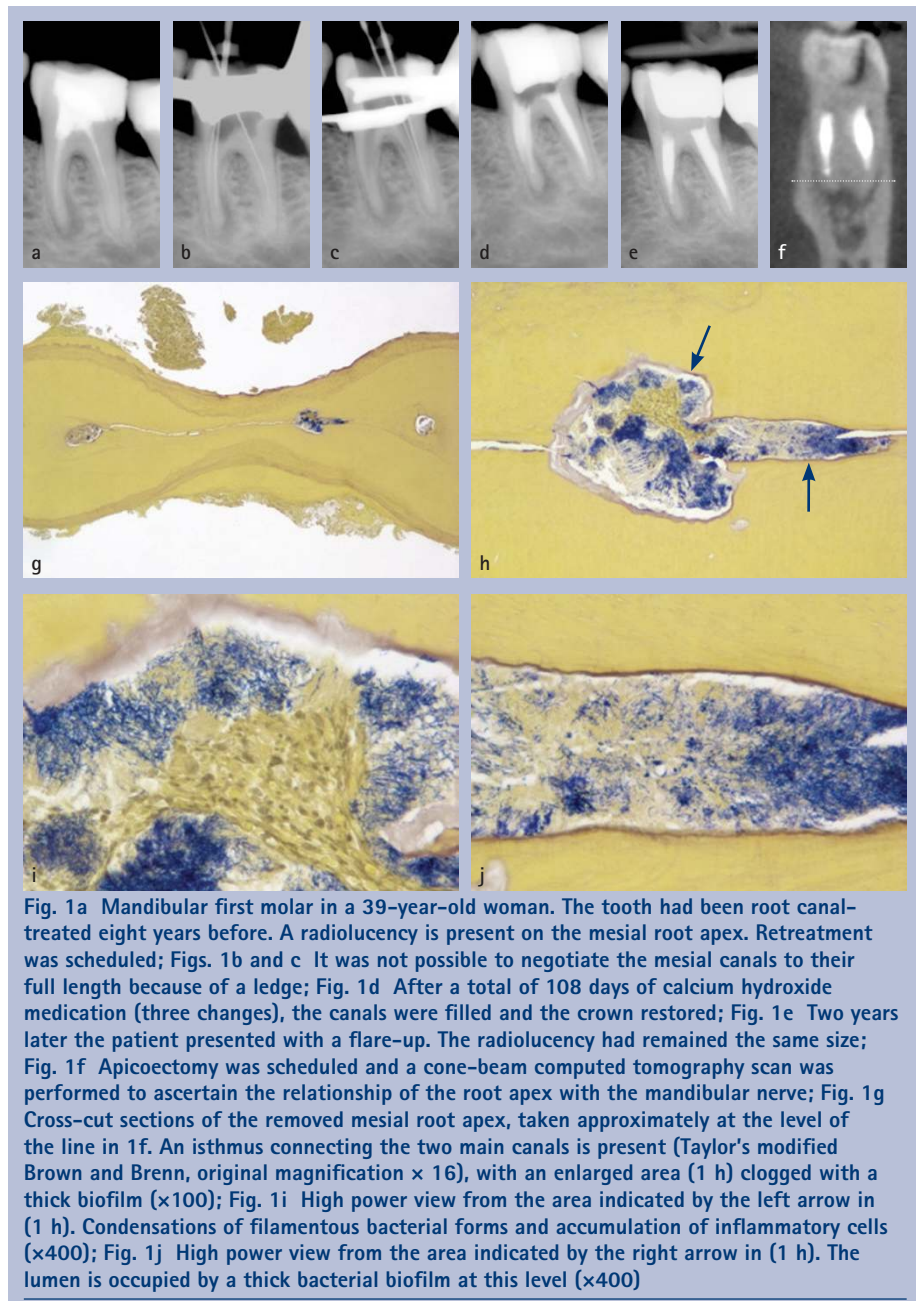 a
b
c
d
e
f
g
h
i
j
Fig. 1a Mandibular first molar in a 39-year-old woman. The tooth had been root canal-
treated eight years before. A radiolucency is present on the mesial root apex. Retreatment
was scheduled; Figs. 1b and c It was not possible to negotiate the mesial canals to their
full length because of a ledge; Fig. 1d After a total of 108 days of calcium hydroxide
medication (three changes), the canals were filled and the crown restored; Fig. 1e Two years
later the patient presented with a flare-up. The radiolucency had remained the same size;
Fig. 1f Apicoectomy was scheduled and a cone-beam computed tomography scan was
performed to ascertain the relationship of the root apex with the mandibular nerve; Fig. 1g
Cross-cut sections of the removed mesial root apex, taken approximately at the level of
the line in 1f. An isthmus connecting the two main canals is present (Taylor's modified
Brown and Brenn, original magnification × 16), with an enlarged area (1 h) clogged with a
thick biofilm (×100); Fig. 1i High power view from the area indicated by the left arrow in
(1 h). Condensations of filamentous bacterial forms and accumulation of inflammatory cells
(×400); Fig. 1j High power view from the area indicated by the right arrow in (1 h). The
lumen is occupied by a thick bacterial biofilm at this level (×400)